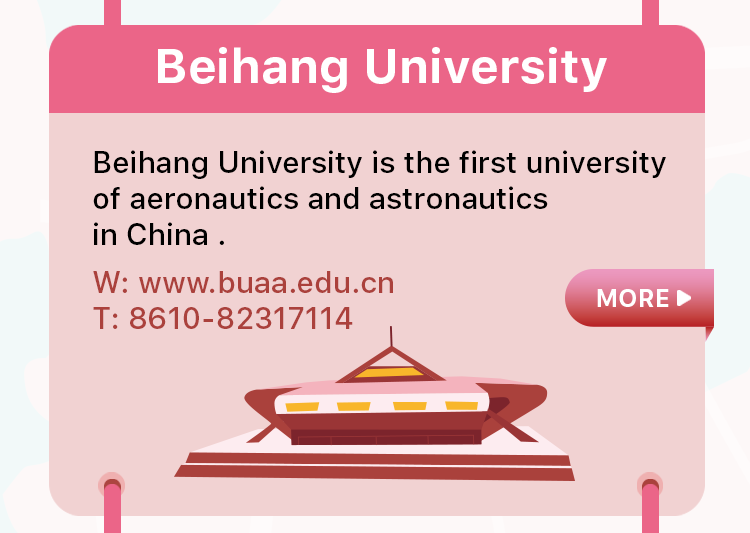 Beihang University
Beihang University is the first university
of aeronautics and astronautics
in China .
W: www.buaa.edu.cn
MORE
T: 8610-82317114